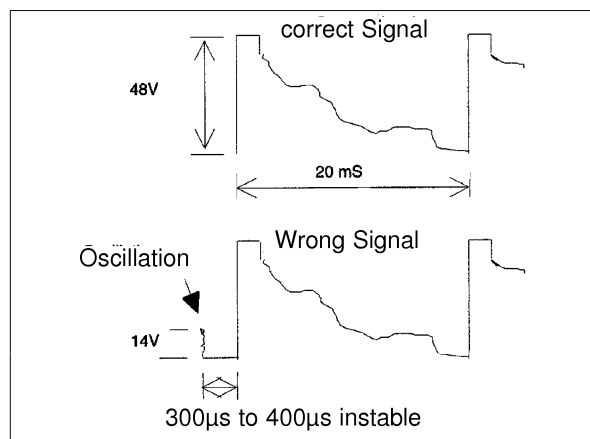 correct Signal
48V
20 mS
Wrong Signal
Oscillation
14V
300µs to 400µs instable